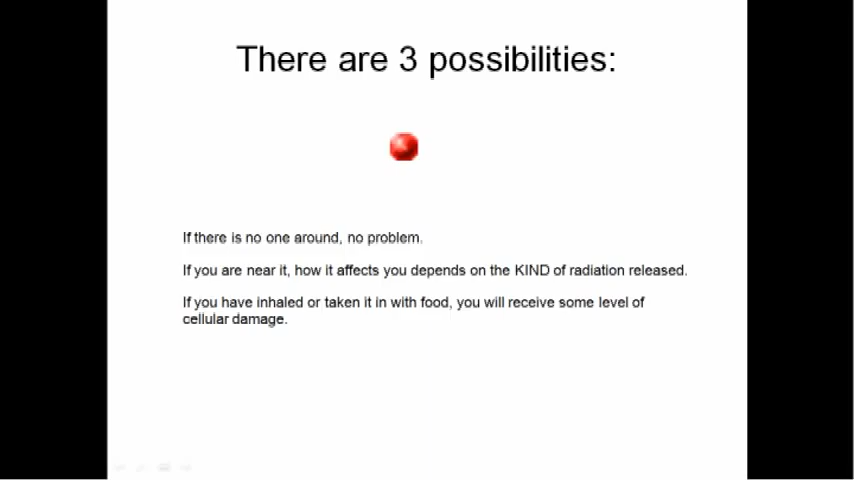 There are 3 possibilities:
If there is no one around, no problem.
If you are near it, how it affects you depends on the KIND of radiation released.
If you have inhaled or taken it in with food, you will receive some level of
cellular damage.